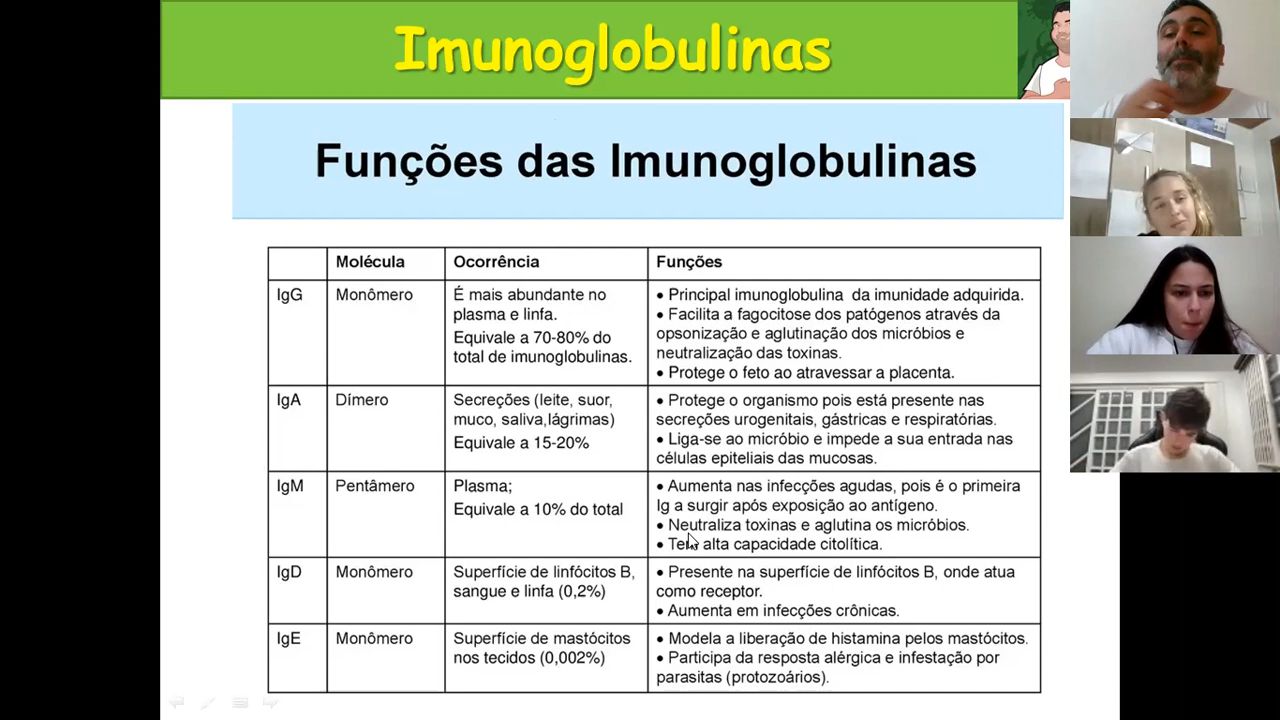 Imunoglobulinas
Funções das Imunoglobulinas
Molécula
Ocorrência
Funções
IgG
Monômero
É mais abundante no
plasma e linfa.
Equivale a 70-80% do
total de imunoglobulinas.
• Principal imunoglobulina da imunidade adquirida.
• Facilita a fagocitose dos patógenos através da
opsonização e aglutinação dos micróbios e
neutralização das toxinas.
• Protege o feto ao atravessar a placenta.
IgA
Dímero
Secreções (leite, suor,
muco, saliva,lágrimas)
Equivale a 15-20%
• Protege o organismo pois está presente nas
secreções urogenitais, gástricas e respiratórias.
• Liga-se ao micróbio e impede a sua entrada nas
células epiteliais das mucosas.
IgM
Pentâmero
Plasma;
Equivale a 10% do total
• Aumenta nas infecções agudas, pois é o primeira
Ig a surgir após exposição ao antígeno.
• Neutraliza toxinas e aglutina os micróbios.
• Tem alta capacidade citolítica.
IgD
Monômero
Superfície de linfócitos B,
sangue e linfa (0,2%)
• Presente na superfície de linfócitos B, onde atua
como receptor.
• Aumenta em infecções crônicas.
IgE
Monômero
Superfície de mastócitos
nos tecidos (0,002%)
• Modela a liberação de histamina pelos mastócitos.
• Participa da resposta alérgica e infestação por
parasitas (protozoários).